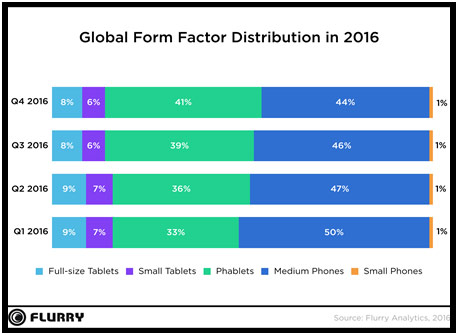 Global Form Factor Distribution in 2016
Q4 2016 8% 6% 41% 44% 1%
Q3 2016 8% 6% 39% 46% 1%
Q2 2016 9% 7% 36% 47% 1%
Q1 2016 9% 7% 33% 50% 1%
Full-size Tablets Small Tablets Phablets Medium Phones Small Phones
FLURRY Source: Flurry Analytics, 2016